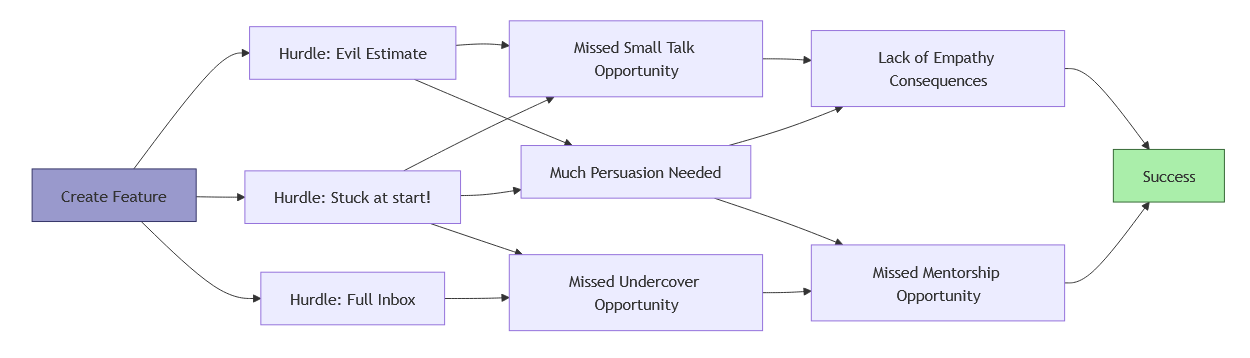 Create Feature
Hurdle: Evil Estimate
Hurdle: Stuck at start!
Hurdle: Full Inbox
Missed Small Talk
Opportunity
Much Persuasion Needed
Missed Undercover
Opportunity
Lack of Empathy
Consequences
Missed Mentorship
Opportunity
Success